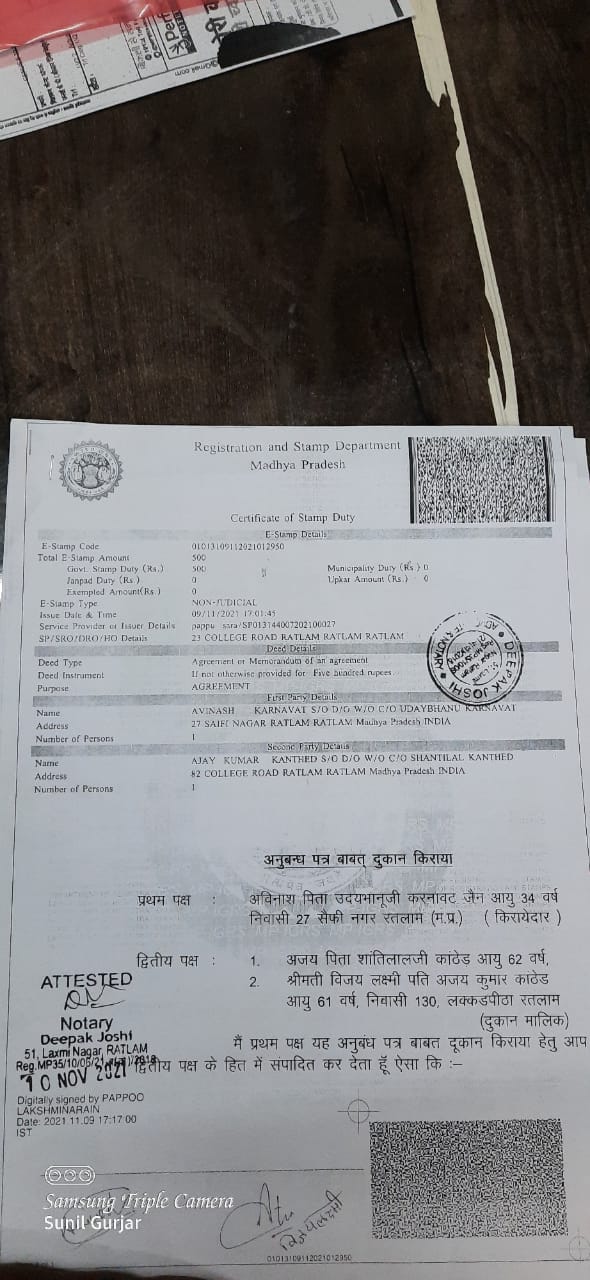 @Gmail.com
Registration and Stamp Department
Madhya Pradesh
Certificate of Stamp Duty
E-Stamp Details
E-Stamp Code 01013109112021012950
Total E-Stamp Amount 500
Govt. Stamp Duty (Rs.) 500 Municipality Duty (Rs.) 0
Janpad Duty (Rs.) 0 Upkar Amount (Rs.) 0
Exempted Amount(Rs.) 0
E-Stamp Type NON-JUDICIAL
Issue Date & Time 09/11/2021 17:01:45
Service Provider or Issuer Details pappu sara/SP013144007202100027
SP/SRO/DRO/HO Details 23 COLLEGE ROAD RATLAM RATLAM RATLAM
Deed Details
Deed Type Agreement or Memorandum of an agreement
Deed Instrument If not otherwise provided for Five hundred rupees.
Purpose AGREEMENT
First Party Details
Name AVINASH KARNAVAT S/O D/O W/O C/O UDAYBHANU KARNAVAT
Address 27 SAIFI NAGAR RATLAM RATLAM Madhya Pradesh INDIA
Number of Persons 1
Second Party Details
Name AJAY KUMAR KANTHED S/O D/O W/O C/O SHANTILAL KANTHED
Address 82 COLLEGE ROAD RATLAM RATLAM Madhya Pradesh INDIA
Number of Persons 1
DEEPAK JOSHI
NOTARY
अनुबन्ध पत्र बाबत् दुकान किराया
प्रथम पक्ष : अविनाश पिता उदयभानूजी करनावट जैन आयु 34 वर्ष
निवासी 27 सेफी नगर रतलाम (म.प्र.) ( किरायेदार )
द्वितीय पक्ष : 1. अजय पिता शांतिलालजी कांठेड आयु 62 वर्ष,
2. श्रीमती विजय लक्ष्मी पति अजय कुमार काठेड
आयु 61 वर्ष, निवासी 130, लक्कडपीठा रतलाम
(दुकान मालिक)
मैं प्रथम पक्ष यह अनुबंध पत्र बाबत दूकान किराया हेतु आप
द्वितीय पक्ष के हित में संपादित कर देता हूँ ऐसा कि :–
ATTESTED
Notary
Deepak Joshi
51, Laxmi Nagar, RATLAM
10 NOV 2021
Digitally signed by PAPPOO
LAKSHMINARAIN
Date: 2021.11.09 17:17:00
IST
विजयलक्ष्मी
Samsung Triple Camera
Sunil Gurjar
01013109112021012950